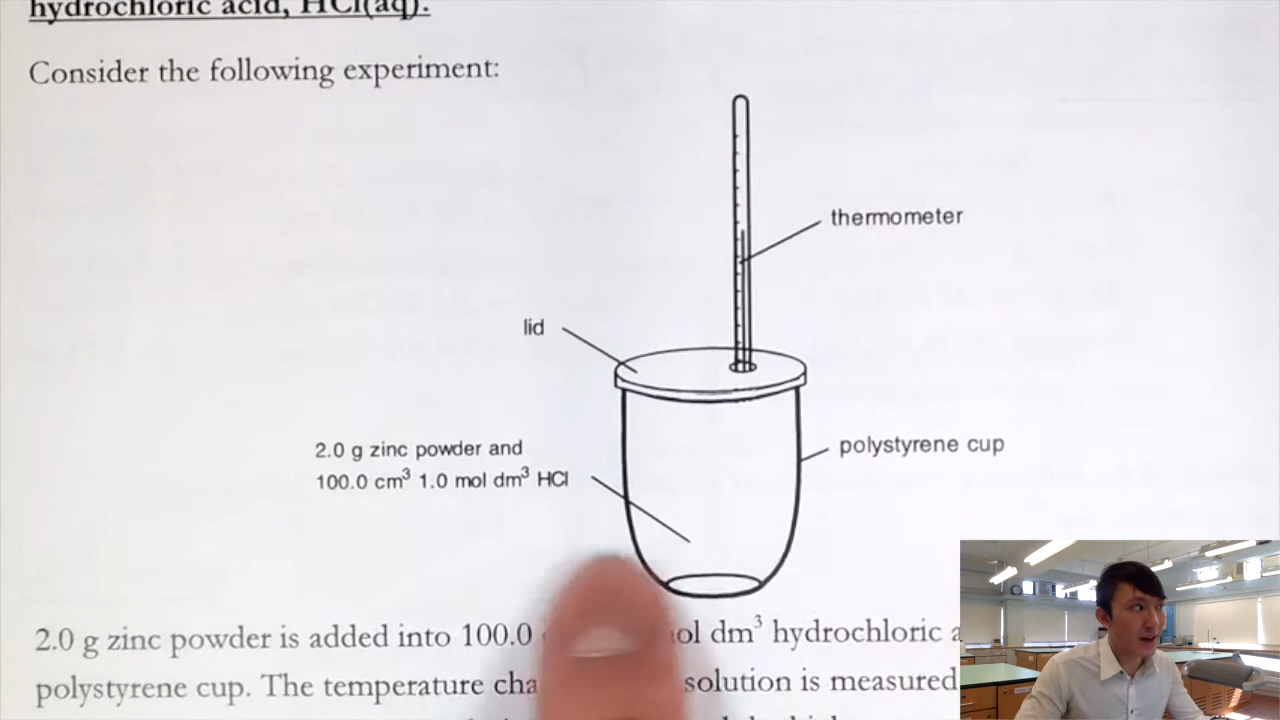 hydrochloric acid, HCl(aq).
Consider the following experiment:
thermometer
lid
2.0 g zinc powder and
100.0 cm³ 1.0 mol dm³ HCl
polystyrene cup
2.0 g zinc powder is added into 100.0 dm³ hydrochloric
polystyrene cup. The temperature solution is measured